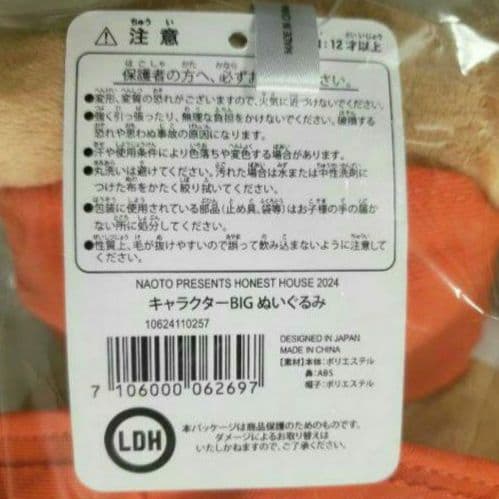 注意
MADE IN CHINA
:12才以上
保護者の方へ、必ずお ださい。
●変形、変質の恐れがございますので、火気に近づけないでください。
●強く引っ張ったり、無理な負担をかけないでください。破損する
恐れや思わぬ事故の原因になります。
●汗や使用条件により色落ちや変色する場合があります。
●丸洗いは避けてください。汚れた場合は水または中性洗剤に
つけた布をかたく絞り拭いてください。
●包装に使用されている部品(止め具、袋等)はお子様の手の届か
ない所に処分してください。
●性質上、毛が抜けやすいので誤って飲み込まないように注意して
ください。
NAOTO PRESENTS HONEST HOUSE 2024
キャラクターBIG ぬいぐるみ
10624110257
DESIGNED IN JAPAN
MADE IN CHINA
[素材]本体:ポリエステル
鼻:ABS
帽子:ポリエステル
7 106000 062697
LDH
本パッケージは商品保護のためのものです。
ダメージによるお取り替えは
いたしかねますので、ご了承ください。